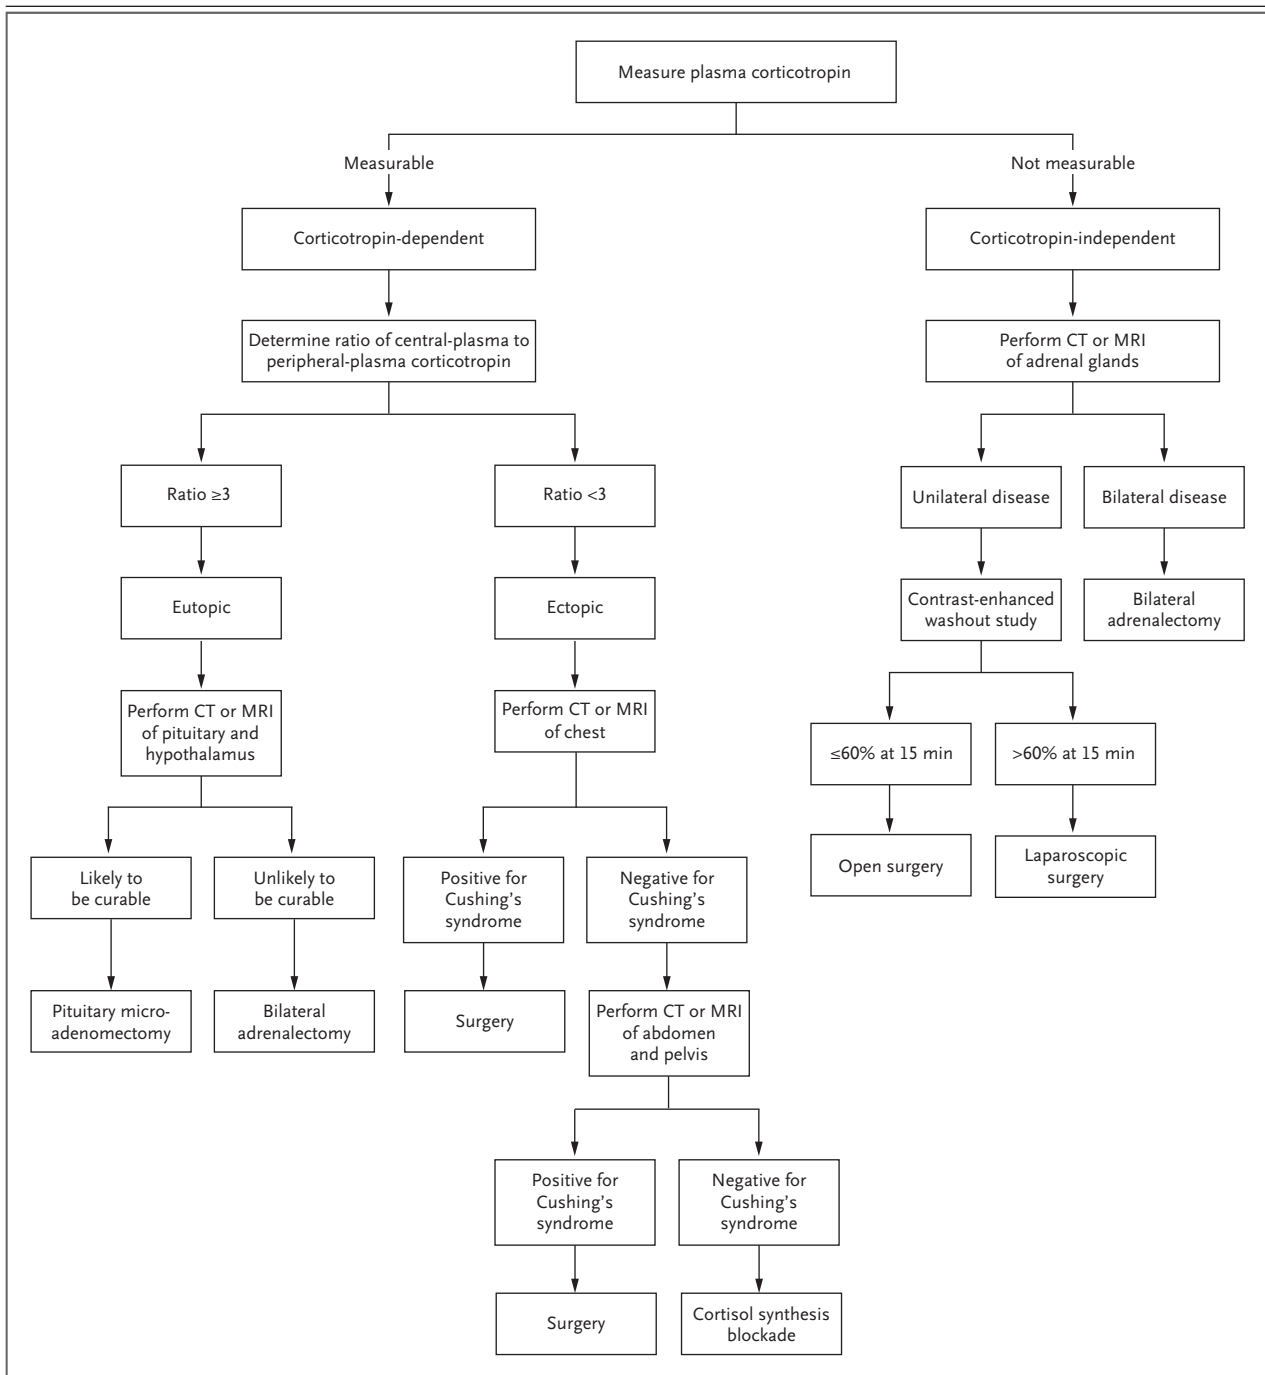 Measure plasma corticotropin
Measurable
Not measurable
Corticotropin-dependent
Corticotropin-independent
Determine ratio of central-plasma to
peripheral-plasma corticotropin
Perform CT or MRI
of adrenal glands
Ratio ≥3
Ratio <3
Unilateral disease
Bilateral disease
Eutopic
Ectopic
Contrast-enhanced
washout study
Bilateral
adrenalectomy
Perform CT or MRI
of pituitary and
hypothalamus
Perform CT or MRI
of chest
≤60% at 15 min
>60% at 15 min
Likely to
be curable
Unlikely to
be curable
Positive for
Cushing’s
syndrome
Negative for
Cushing’s
syndrome
Open surgery
Laparoscopic
surgery
Pituitary micro-
adenomectomy
Bilateral
adrenalectomy
Surgery
Perform CT or MRI
of abdomen
and pelvis
Positive for
Cushing’s
syndrome
Negative for
Cushing’s
syndrome
Surgery
Cortisol synthesis
blockade